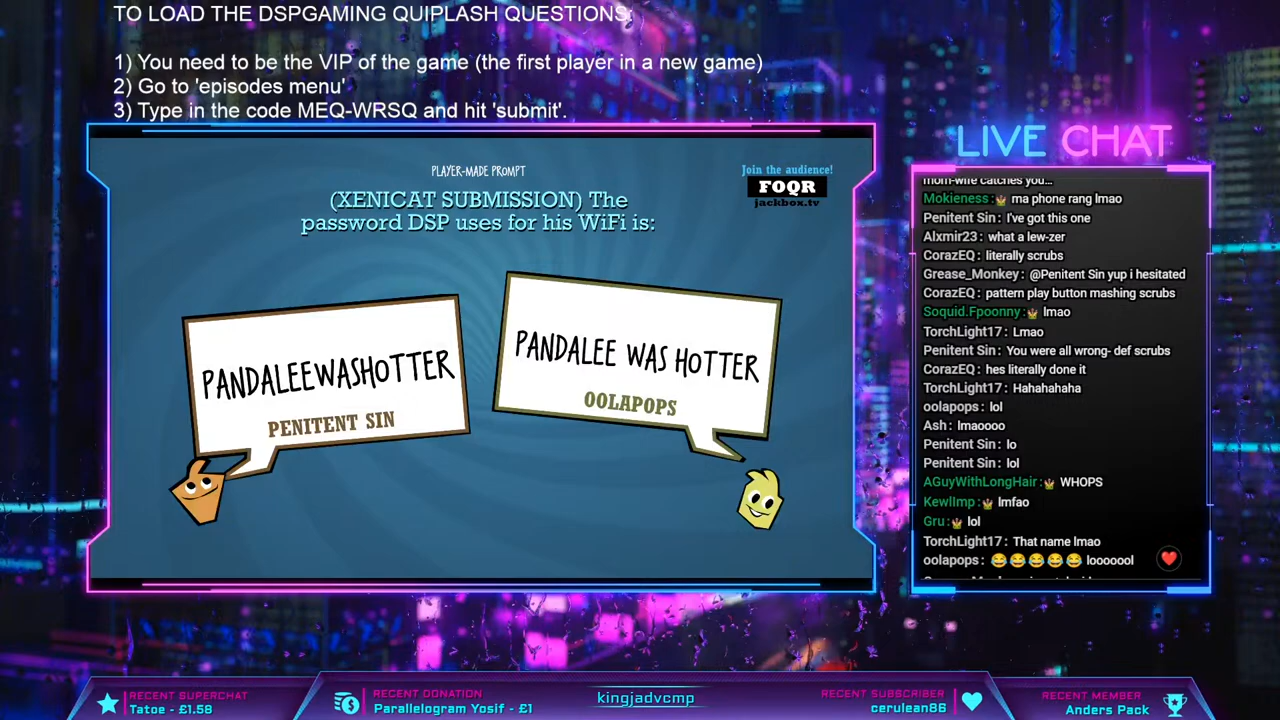 TO LOAD THE DSPGAMING QUIPLASH QUESTIONS:
1) You need to be the VIP of the game (the first player in a new game)
2) Go to 'episodes menu'
3) Type in the code MEQ-WRSQ and hit 'submit'.
PLAYER-MADE PROMPT
Join the audience!
FOQR
jackbox.tv
(XENICAT SUBMISSION) The
password DSP uses for his WiFi is:
PANDALEEWASHOTTER
PENITENT SIN
PANDALEE WAS HOTTER
OOLAPOPS
LIVE CHAT
mom-wife catches you...
Mokieness: ma phone rang lmao
Penitent Sin: I've got this one
Alxmir23: what a lew-zer
CorazEQ: literally scrubs
Grease_Monkey: @Penitent Sin yup i hesitated
CorazEQ: pattern play button mashing scrubs
Soquid.Fpoonny: lmao
TorchLight17: Lmao
Penitent Sin: You were all wrong- def scrubs
CorazEQ: hes literally done it
TorchLight17: Hahahahaha
oolapops: lol
Ash: lmaoooo
Penitent Sin: lo
Penitent Sin: lol
AGuyWithLongHair: WHOPS
KewlImp: lmfao
Gru: lol
TorchLight17: That name lmao
oolapops: 😂😂😂😂😂 looooool
RECENT SUPERCHAT
Tatoe - £1.58
RECENT DONATION
Parallelogram Yosif - £1
kingjadvcmp
RECENT SUBSCRIBER
cerulean86
RECENT MEMBER
Anders Pack